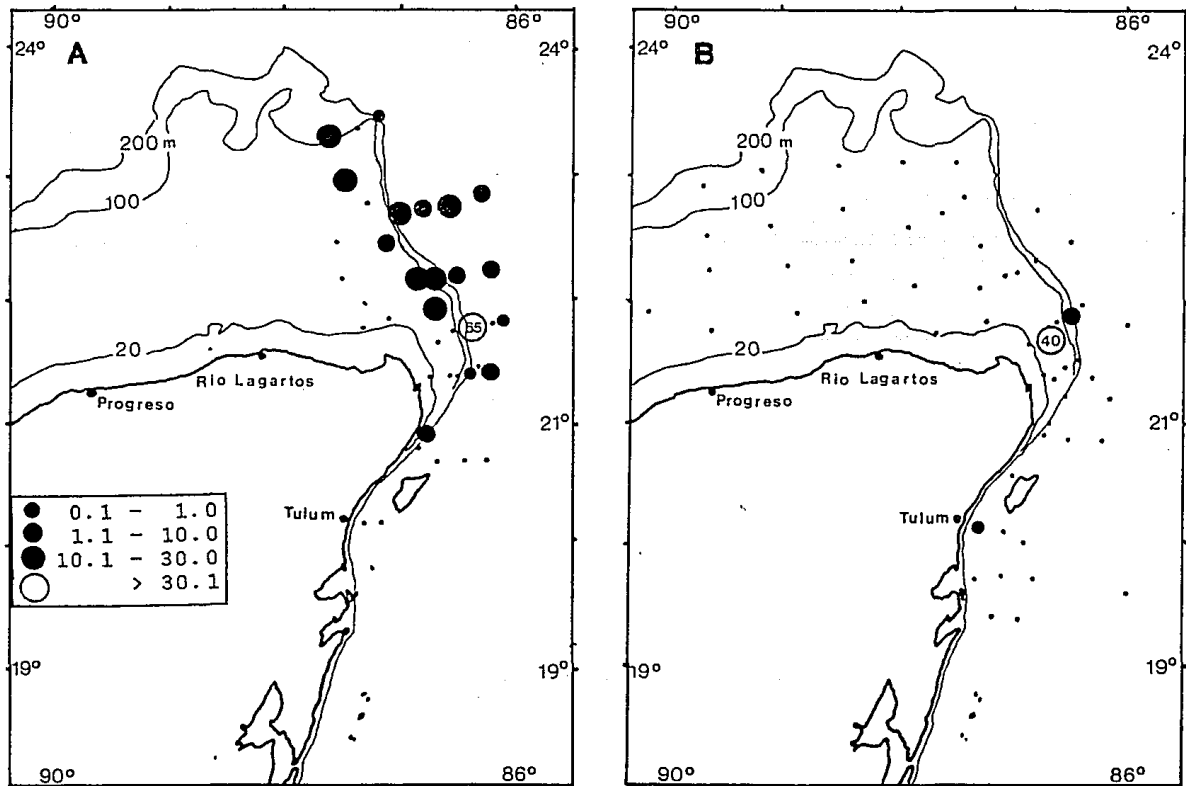 90° 86°
24° A 24°
200 m
100
65
20
Rio Lagartos
Progreso
21°
0.1 - 1.0
1.1 - 10.0
10.1 - 30.0
> 30.1
Tulum
19° 19°
90° 86°
90° 86°
24° B 24°
200 m
100
40
20
Rio Lagartos
Progreso
21°
Tulum
19° 19°
90° 86°